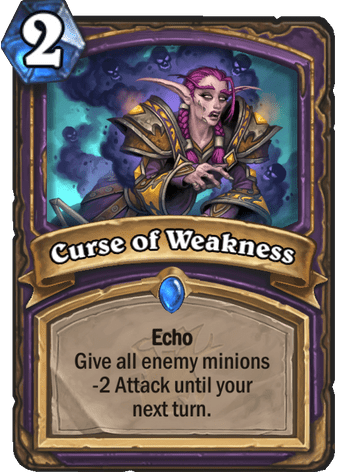 2
Curse of Weakness
Echo
Give all enemy minions
-2 Attack until your
next turn.